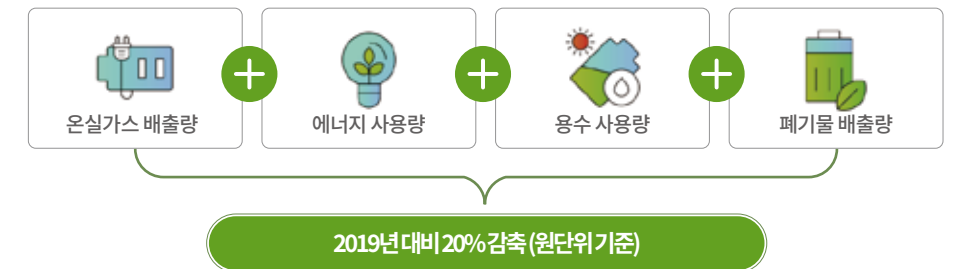 온실가스 배출량
에너지 사용량
용수 사용량
폐기물 배출량
2019년 대비 20% 감축 (원단위 기준)